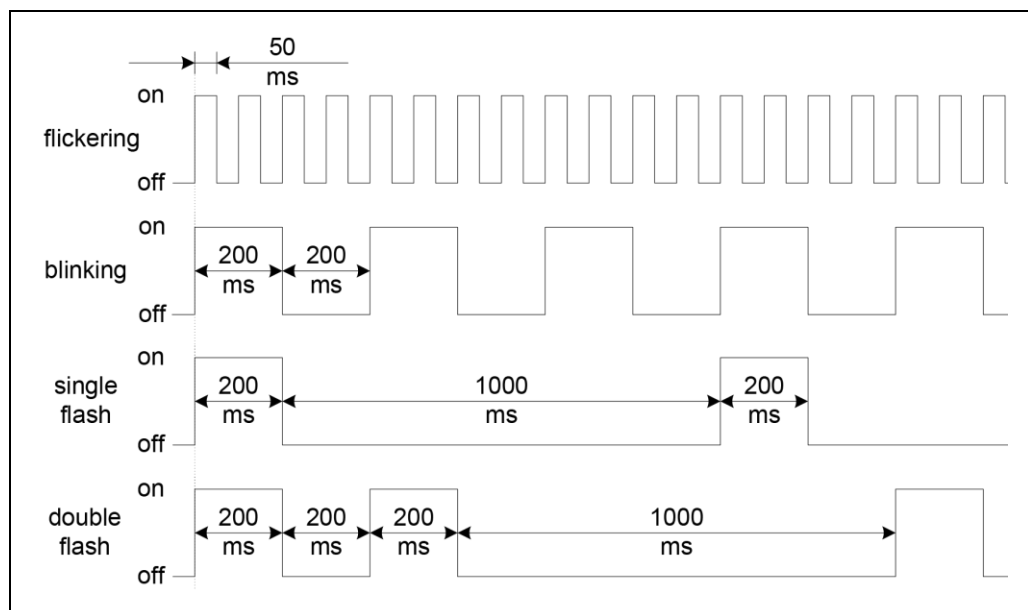 50
ms
on
flickering
off
on
200 200
blinking
ms ms
off
on
single
flash
200 1000 200
ms ms ms
off
on
double
flash
200 200 200 1000
ms ms ms ms
off